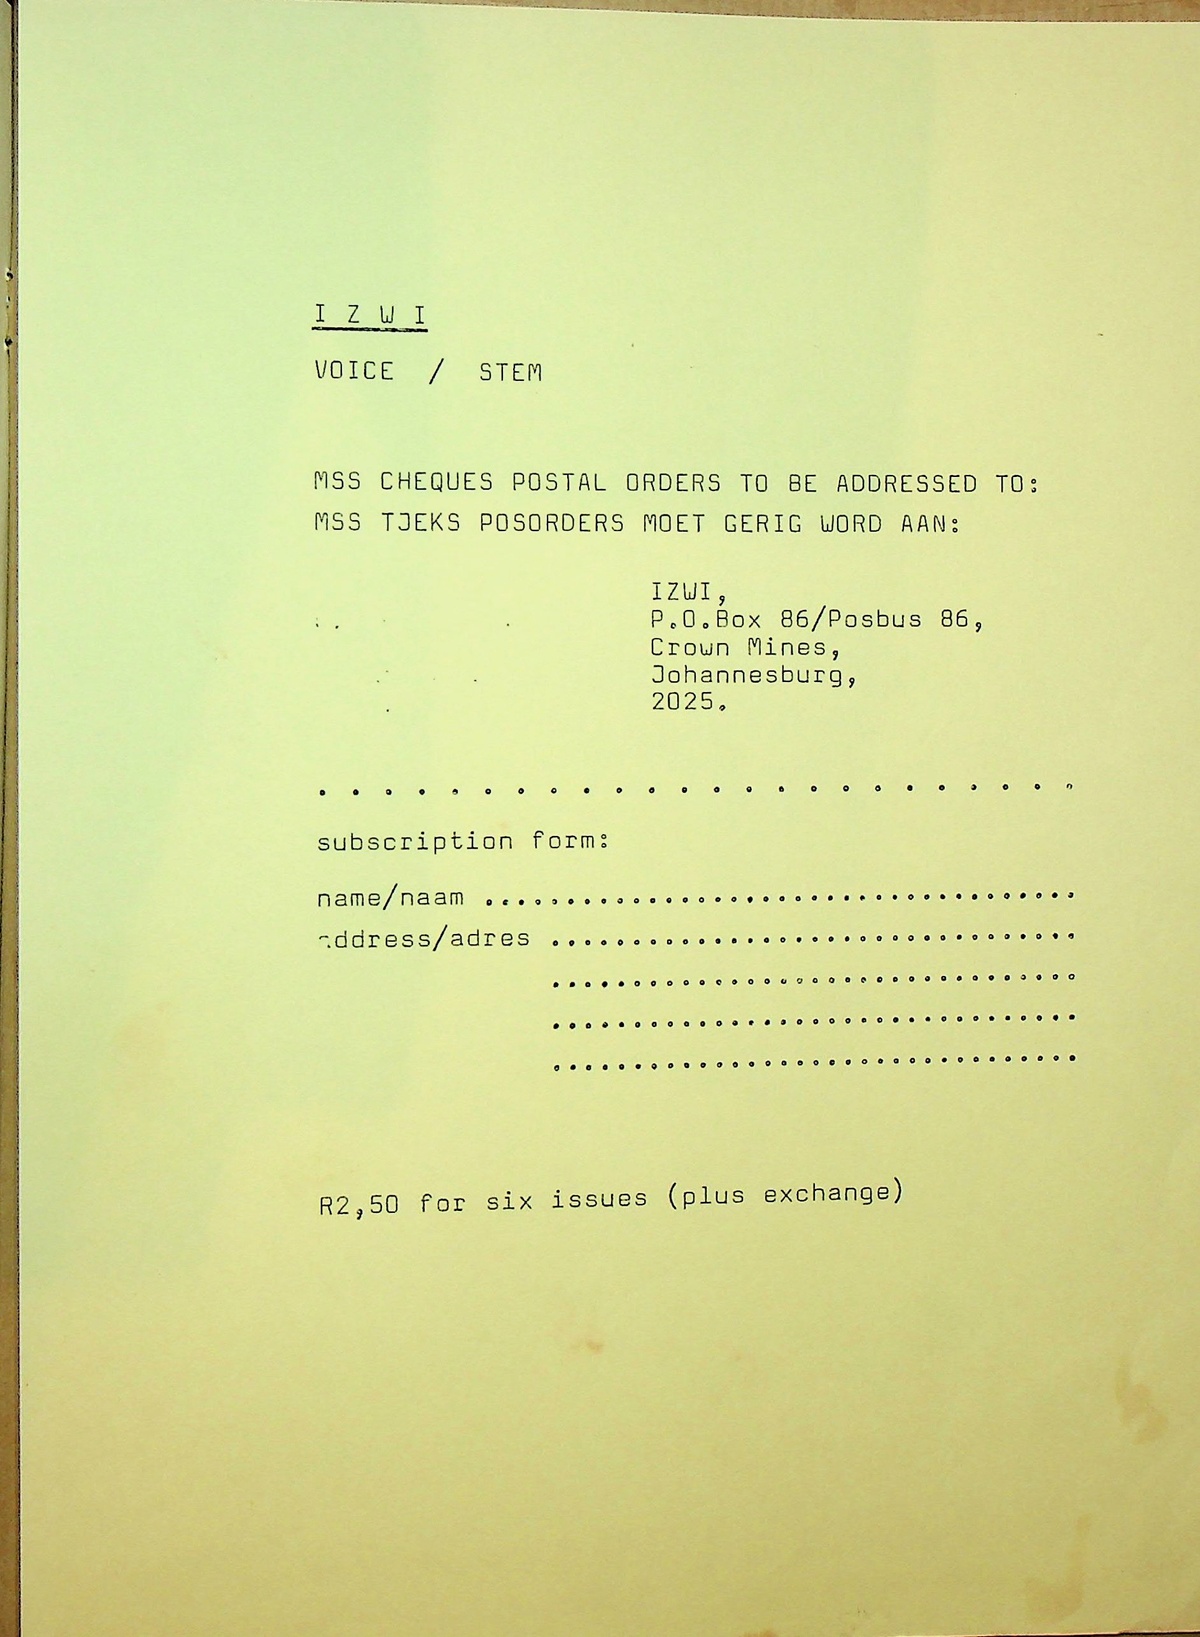 I Z W I
VOICE / STEM
MSS CHEQUES POSTAL ORDERS TO BE ADDRESSED TO:
MSS TJEKS POSORDERS MOET GERIG WORD AAN:
IZWI,
P.O.Box 86/Posbus 86,
Crown Mines,
Johannesburg,
2025.
. . . . . . . . . . . . . . . . . . . . . . . .
subscription form:
name/naam ....................................
address/adres .................................
.................................
.................................
.................................
R2,50 for six issues (plus exchange)